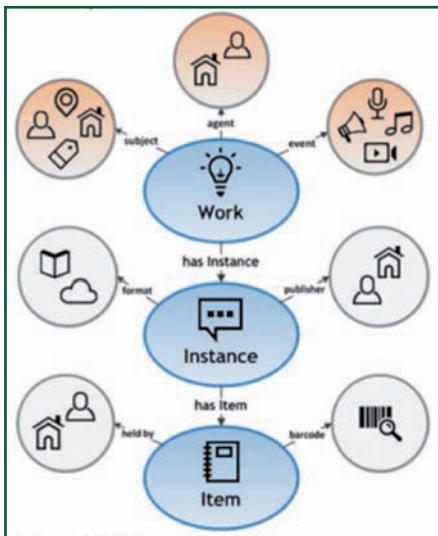 agent
subject
event
Work
has Instance
format
publisher
Instance
has Item
held by
barcode
Item